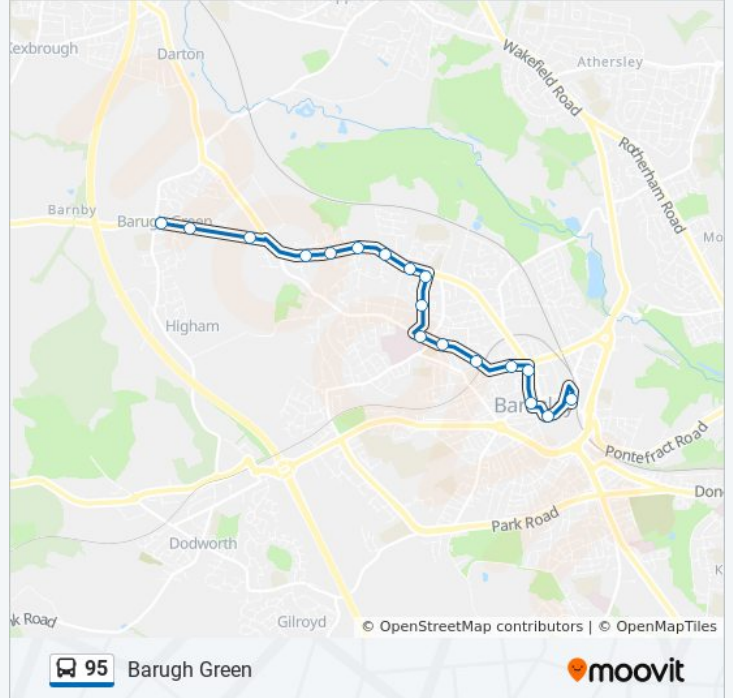 Kexbrough
Darton
Wakefield Road
Athersley
Rotherham Road
Barnby
Barugh Green
Mo
Higham
Barnsley
Pontefract Road
Don
Park Road
Dodworth
K
k Road
Gilroyd
© OpenStreetMap contributors | © OpenMapTiles
95 Barugh Green
moovit